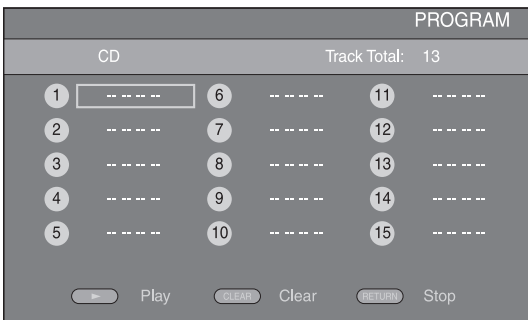 PROGRAM
CD Track Total: 13
1 -- -- -- -- 6 -- -- -- -- 11 -- -- -- --
2 -- -- -- -- 7 -- -- -- -- 12 -- -- -- --
3 -- -- -- -- 8 -- -- -- -- 13 -- -- -- --
4 -- -- -- -- 9 -- -- -- -- 14 -- -- -- --
5 -- -- -- -- 10 -- -- -- -- 15 -- -- -- --
Play CLEAR Clear RETURN Stop